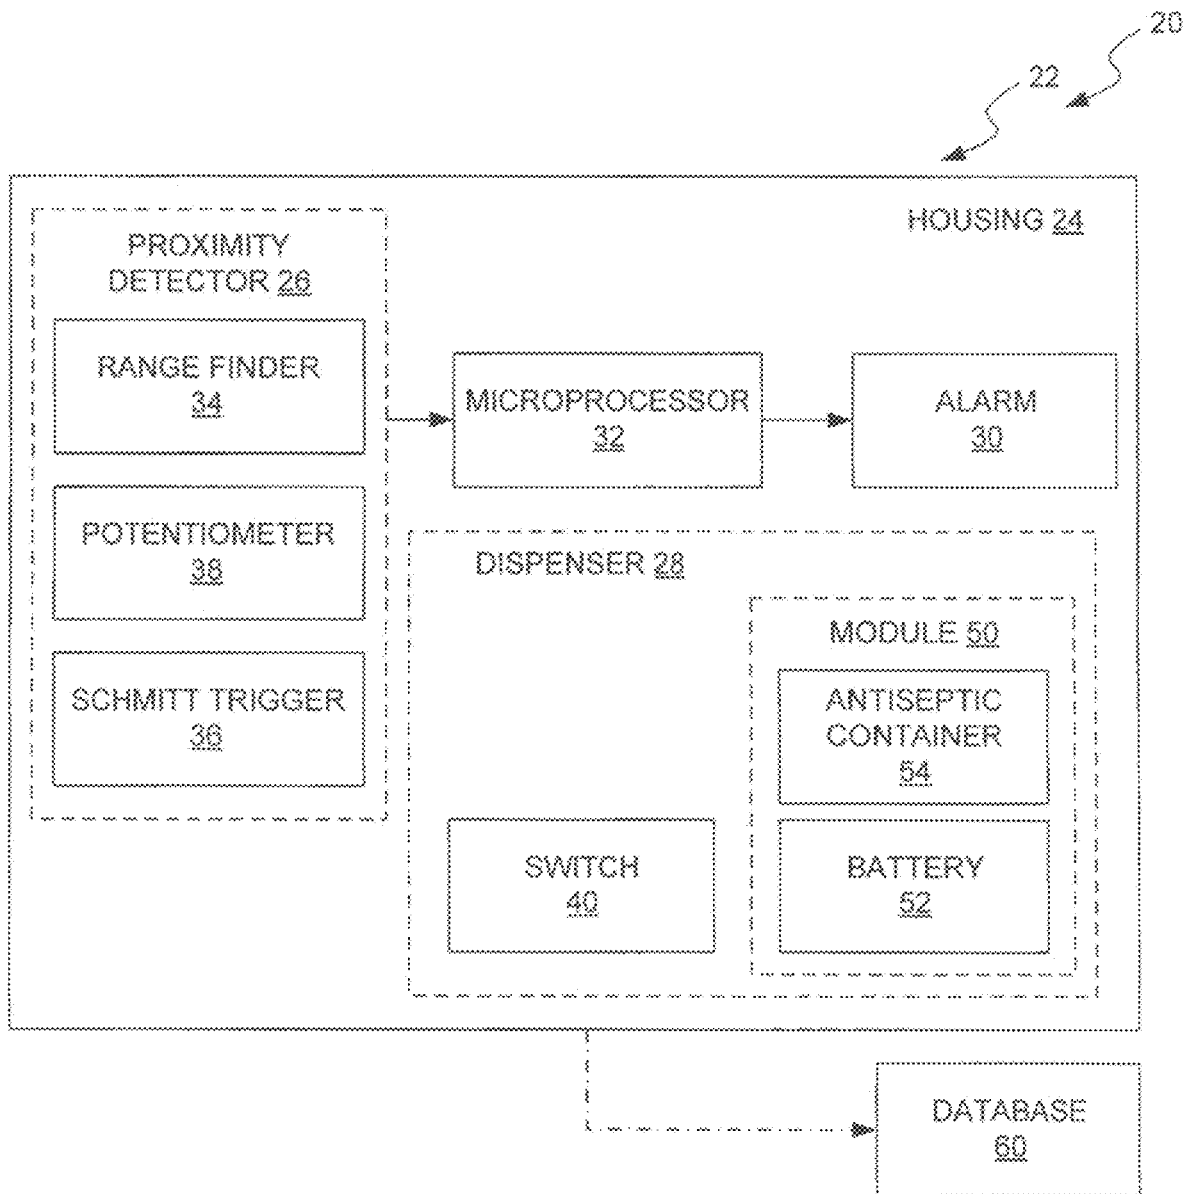 20
22
HOUSING 24
PROXIMITY
DETECTOR 26
RANGE FINDER
34
MICROPROCESSOR
32
ALARM
30
POTENTIOMETER
38
DISPENSER 28
MODULE 50
SCHMITT TRIGGER
36
ANTISEPTIC
CONTAINER
54
SWITCH
40
BATTERY
52
DATABASE
60